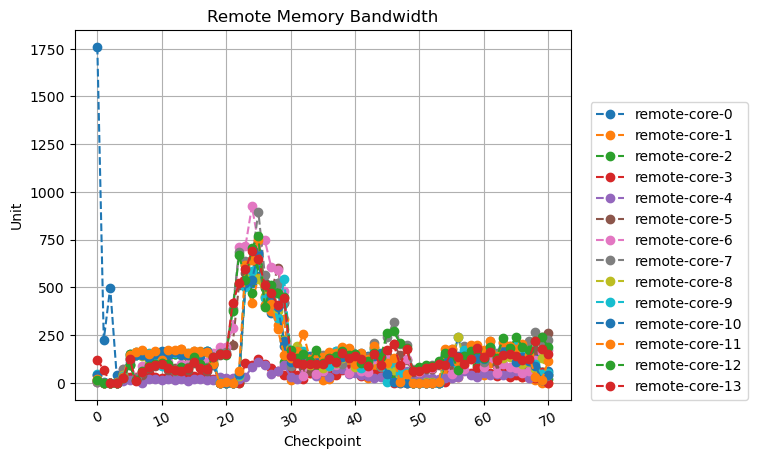 Remote Memory Bandwidth
Unit
1750
1500
1250
1000
750
500
250
0
0
10
20
30
40
50
60
70
Checkpoint
remote-core-0
remote-core-1
remote-core-2
remote-core-3
remote-core-4
remote-core-5
remote-core-6
remote-core-7
remote-core-8
remote-core-9
remote-core-10
remote-core-11
remote-core-12
remote-core-13